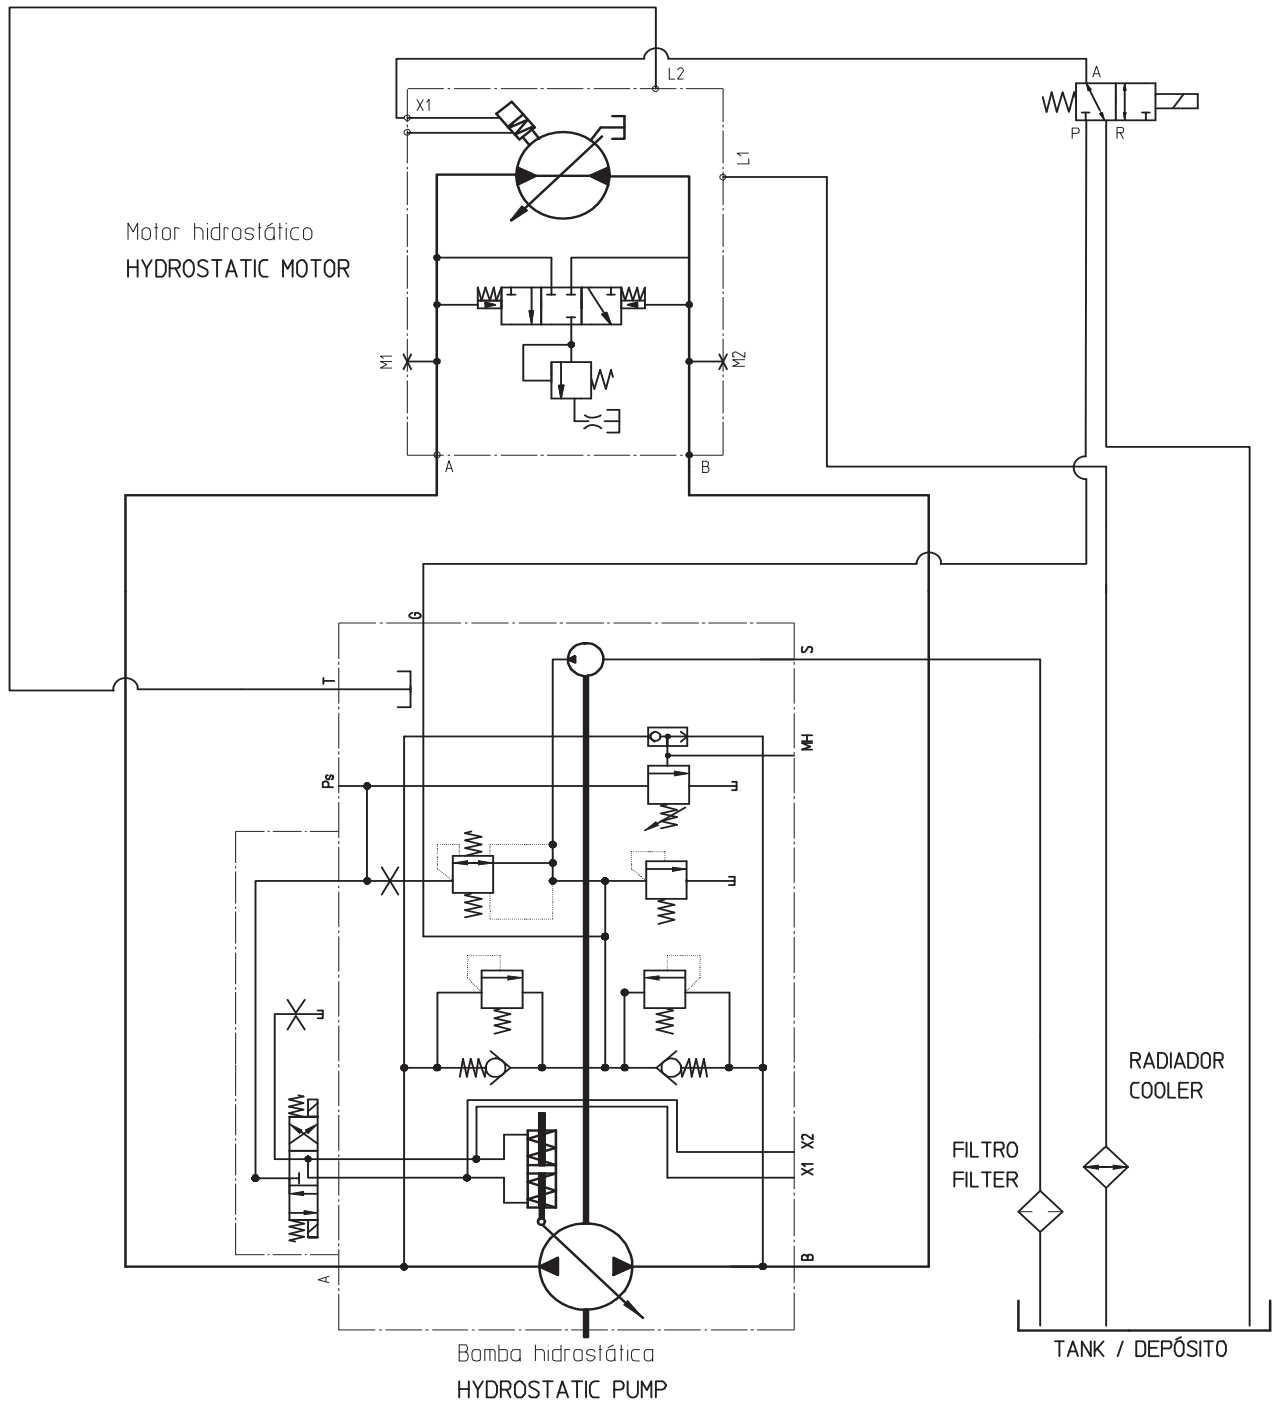 L2
A
X1
P
R
L1
Motor hidrostático
HYDROSTATIC MOTOR
M1
M2
A
B
G
S
T
MH
Ps
RADIADOR
COOLER
X2
FILTRO
FILTER
X1
B
A
TANK / DEPÓSITO
Bomba hidrostática
HYDROSTATIC PUMP